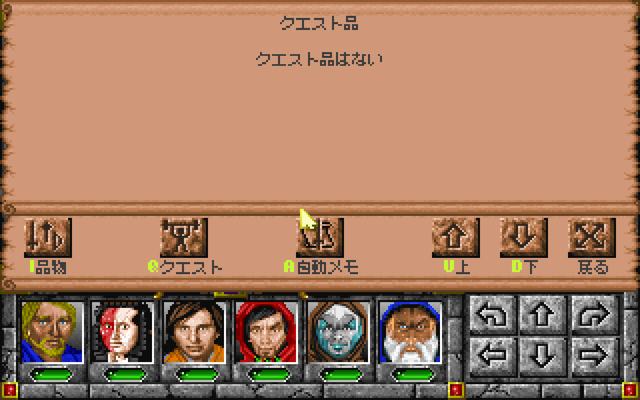 クエスト品
クエスト品はない
I品物
Qクエスト
A自動メモ
U上
D下
戻る